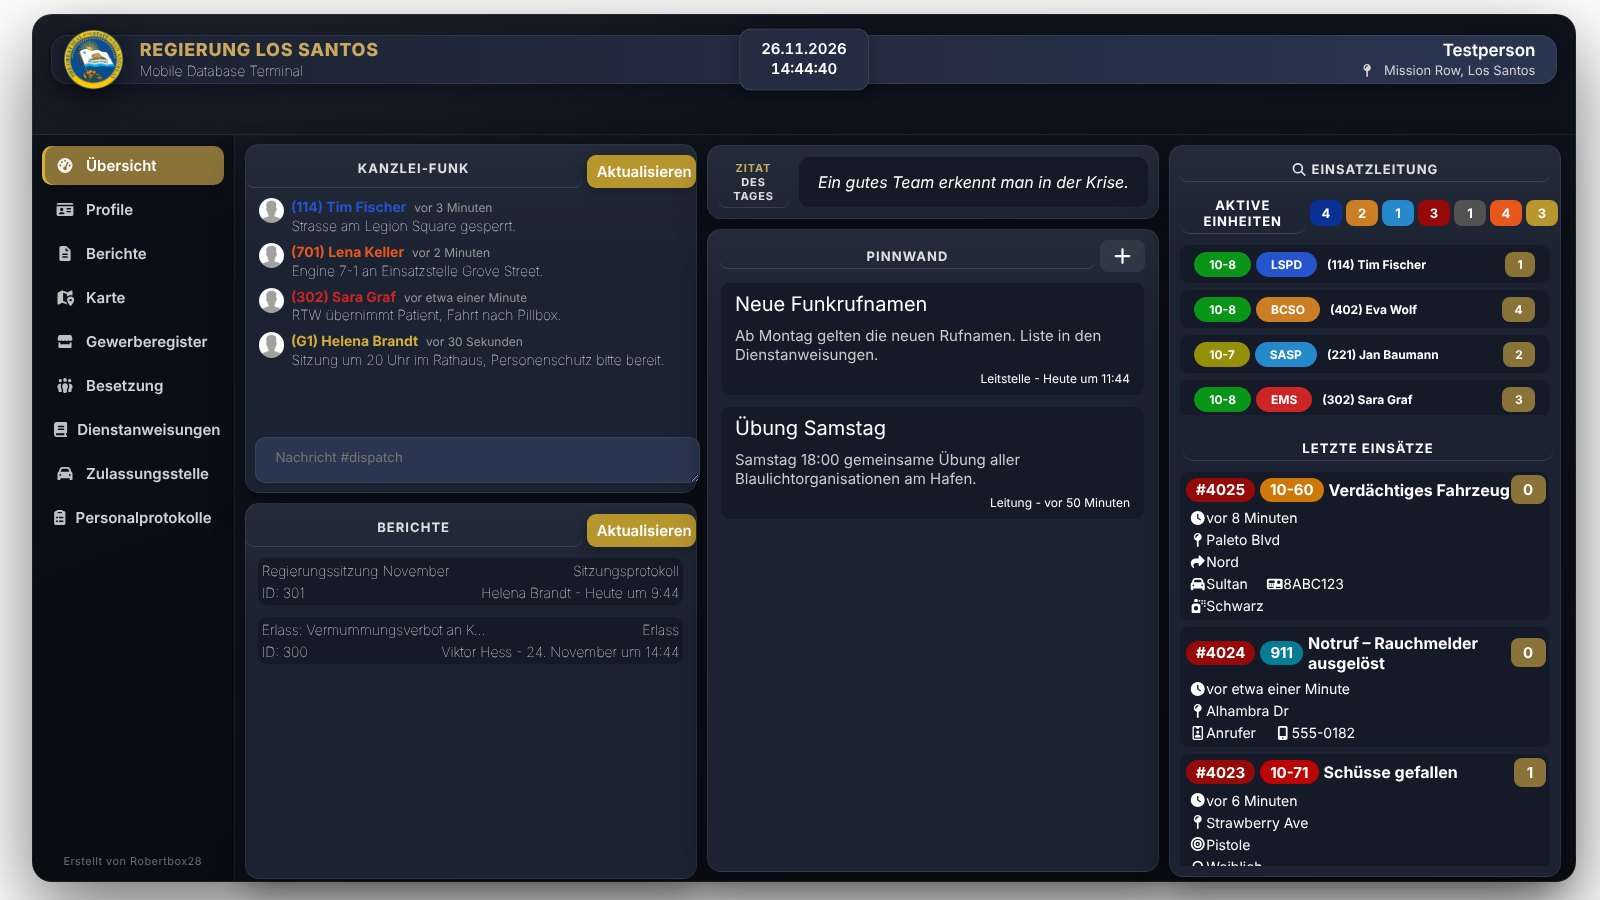 REGIERUNG LOS SANTOS
Mobile Database Terminal
26.11.2026
14:44:40
Testperson
Mission Row, Los Santos
Übersicht
Profile
Berichte
Karte
Gewerberegister
Besetzung
Dienstanweisungen
Zulassungsstelle
Personalprotokolle
Erstellt von Robertbox28
KANZLEI-FUNK
Aktualisieren
(114) Tim Fischer vor 3 Minuten
Strasse am Legion Square gesperrt.
(701) Lena Keller vor 2 Minuten
Engine 7-1 an Einsatzstelle Grove Street.
(302) Sara Graf vor etwa einer Minute
RTW übernimmt Patient, Fahrt nach Pillbox.
(G1) Helena Brandt vor 30 Sekunden
Sitzung um 20 Uhr im Rathaus, Personenschutz bitte bereit.
Nachricht #dispatch
BERICHTE
Aktualisieren
Regierungssitzung November Sitzungsprotokoll
ID: 301 Helena Brandt - Heute um 9:44
Erlass: Vermummungsverbot an K... Erlass
ID: 300 Viktor Hess - 24. November um 14:44
ZITAT
DES
TAGES
Ein gutes Team erkennt man in der Krise.
PINNWAND
Neue Funkrufnamen
Ab Montag gelten die neuen Rufnamen. Liste in den
Dienstanweisungen.
Leitstelle - Heute um 11:44
Übung Samstag
Samstag 18:00 gemeinsame Übung aller
Blaulichtorganisationen am Hafen.
Leitung - vor 50 Minuten
EINSATZLEITUNG
AKTIVE
EINHEITEN
4 2 1 3 1 4 3
10-8 LSPD (114) Tim Fischer 1
10-8 BCSO (402) Eva Wolf 4
10-7 SASP (221) Jan Baumann 2
10-8 EMS (302) Sara Graf 3
LETZTE EINSÄTZE
#4025 10-60 Verdächtiges Fahrzeug 0
vor 8 Minuten
Paleto Blvd
Nord
Sultan 8ABC123
Schwarz
#4024 911 Notruf – Rauchmelder
ausgelöst 0
vor etwa einer Minute
Alhambra Dr
Anrufer 555-0182
#4023 10-71 Schüsse gefallen 1
vor 6 Minuten
Strawberry Ave
Pistole
Weiblich